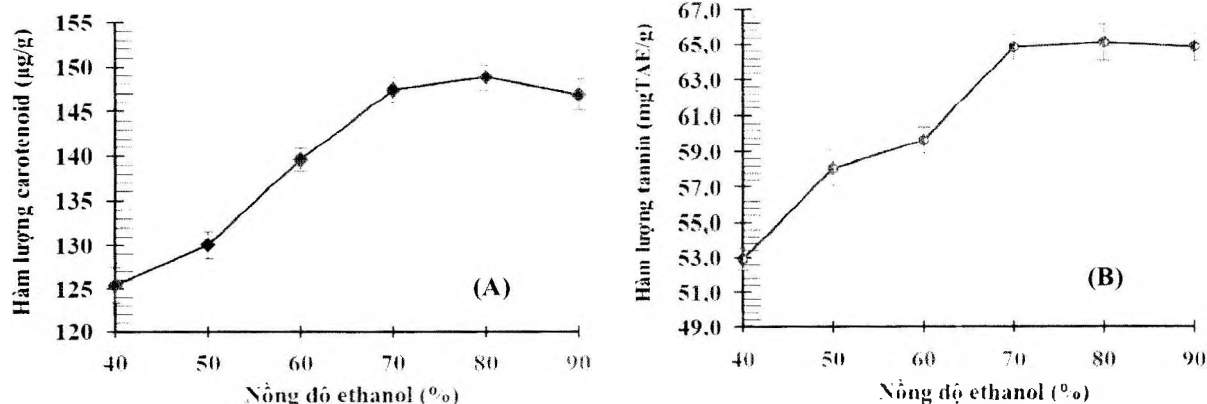 Hàm lượng carotenoid (µg/g)
155
150
145
140
135
130
125
120
40 50 60 70 80 90
Nồng độ ethanol (%)
(A)
Hàm lượng tannin (mgTAE/g)
67,0
65,0
63,0
61,0
59,0
57,0
55,0
53,0
51,0
49,0
40 50 60 70 80 90
Nồng độ ethanol (%)
(B)